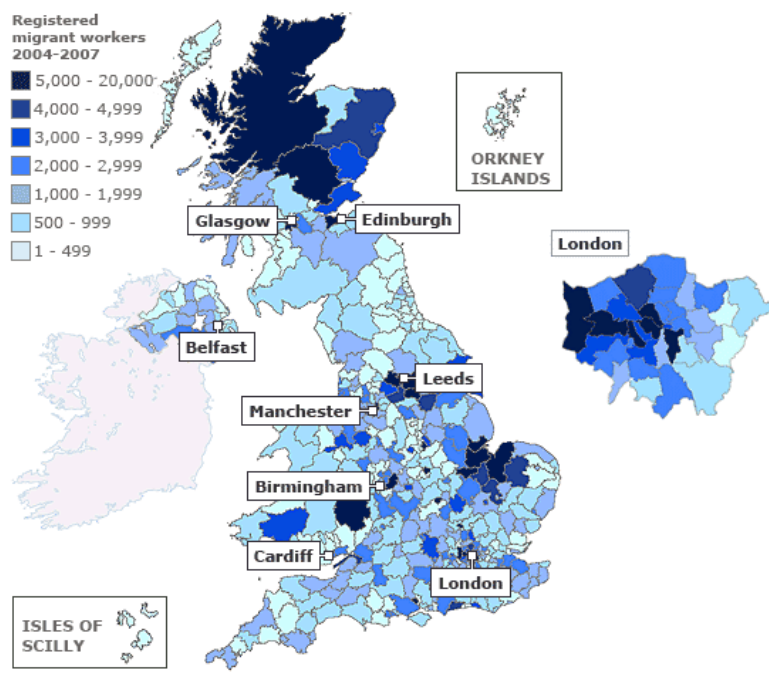 Registered
migrant workers
2004-2007
5,000 - 20,000
4,000 - 4,999
3,000 - 3,999
2,000 - 2,999
1,000 - 1,999
500 - 999
1 - 499
ORKNEY
ISLANDS
Glasgow
Edinburgh
London
Belfast
Leeds
Manchester
Birmingham
Cardiff
London
ISLES OF
SCILLY